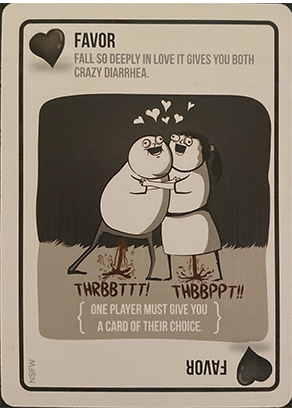 FAVOR
FALL SO DEEPLY IN LOVE IT GIVES YOU BOTH
CRAZY DIARRHEA.
THRBBTTT! THBBPPT!!
ONE PLAYER MUST GIVE YOU
A CARD OF THEIR CHOICE.
NSFW
FAVOR